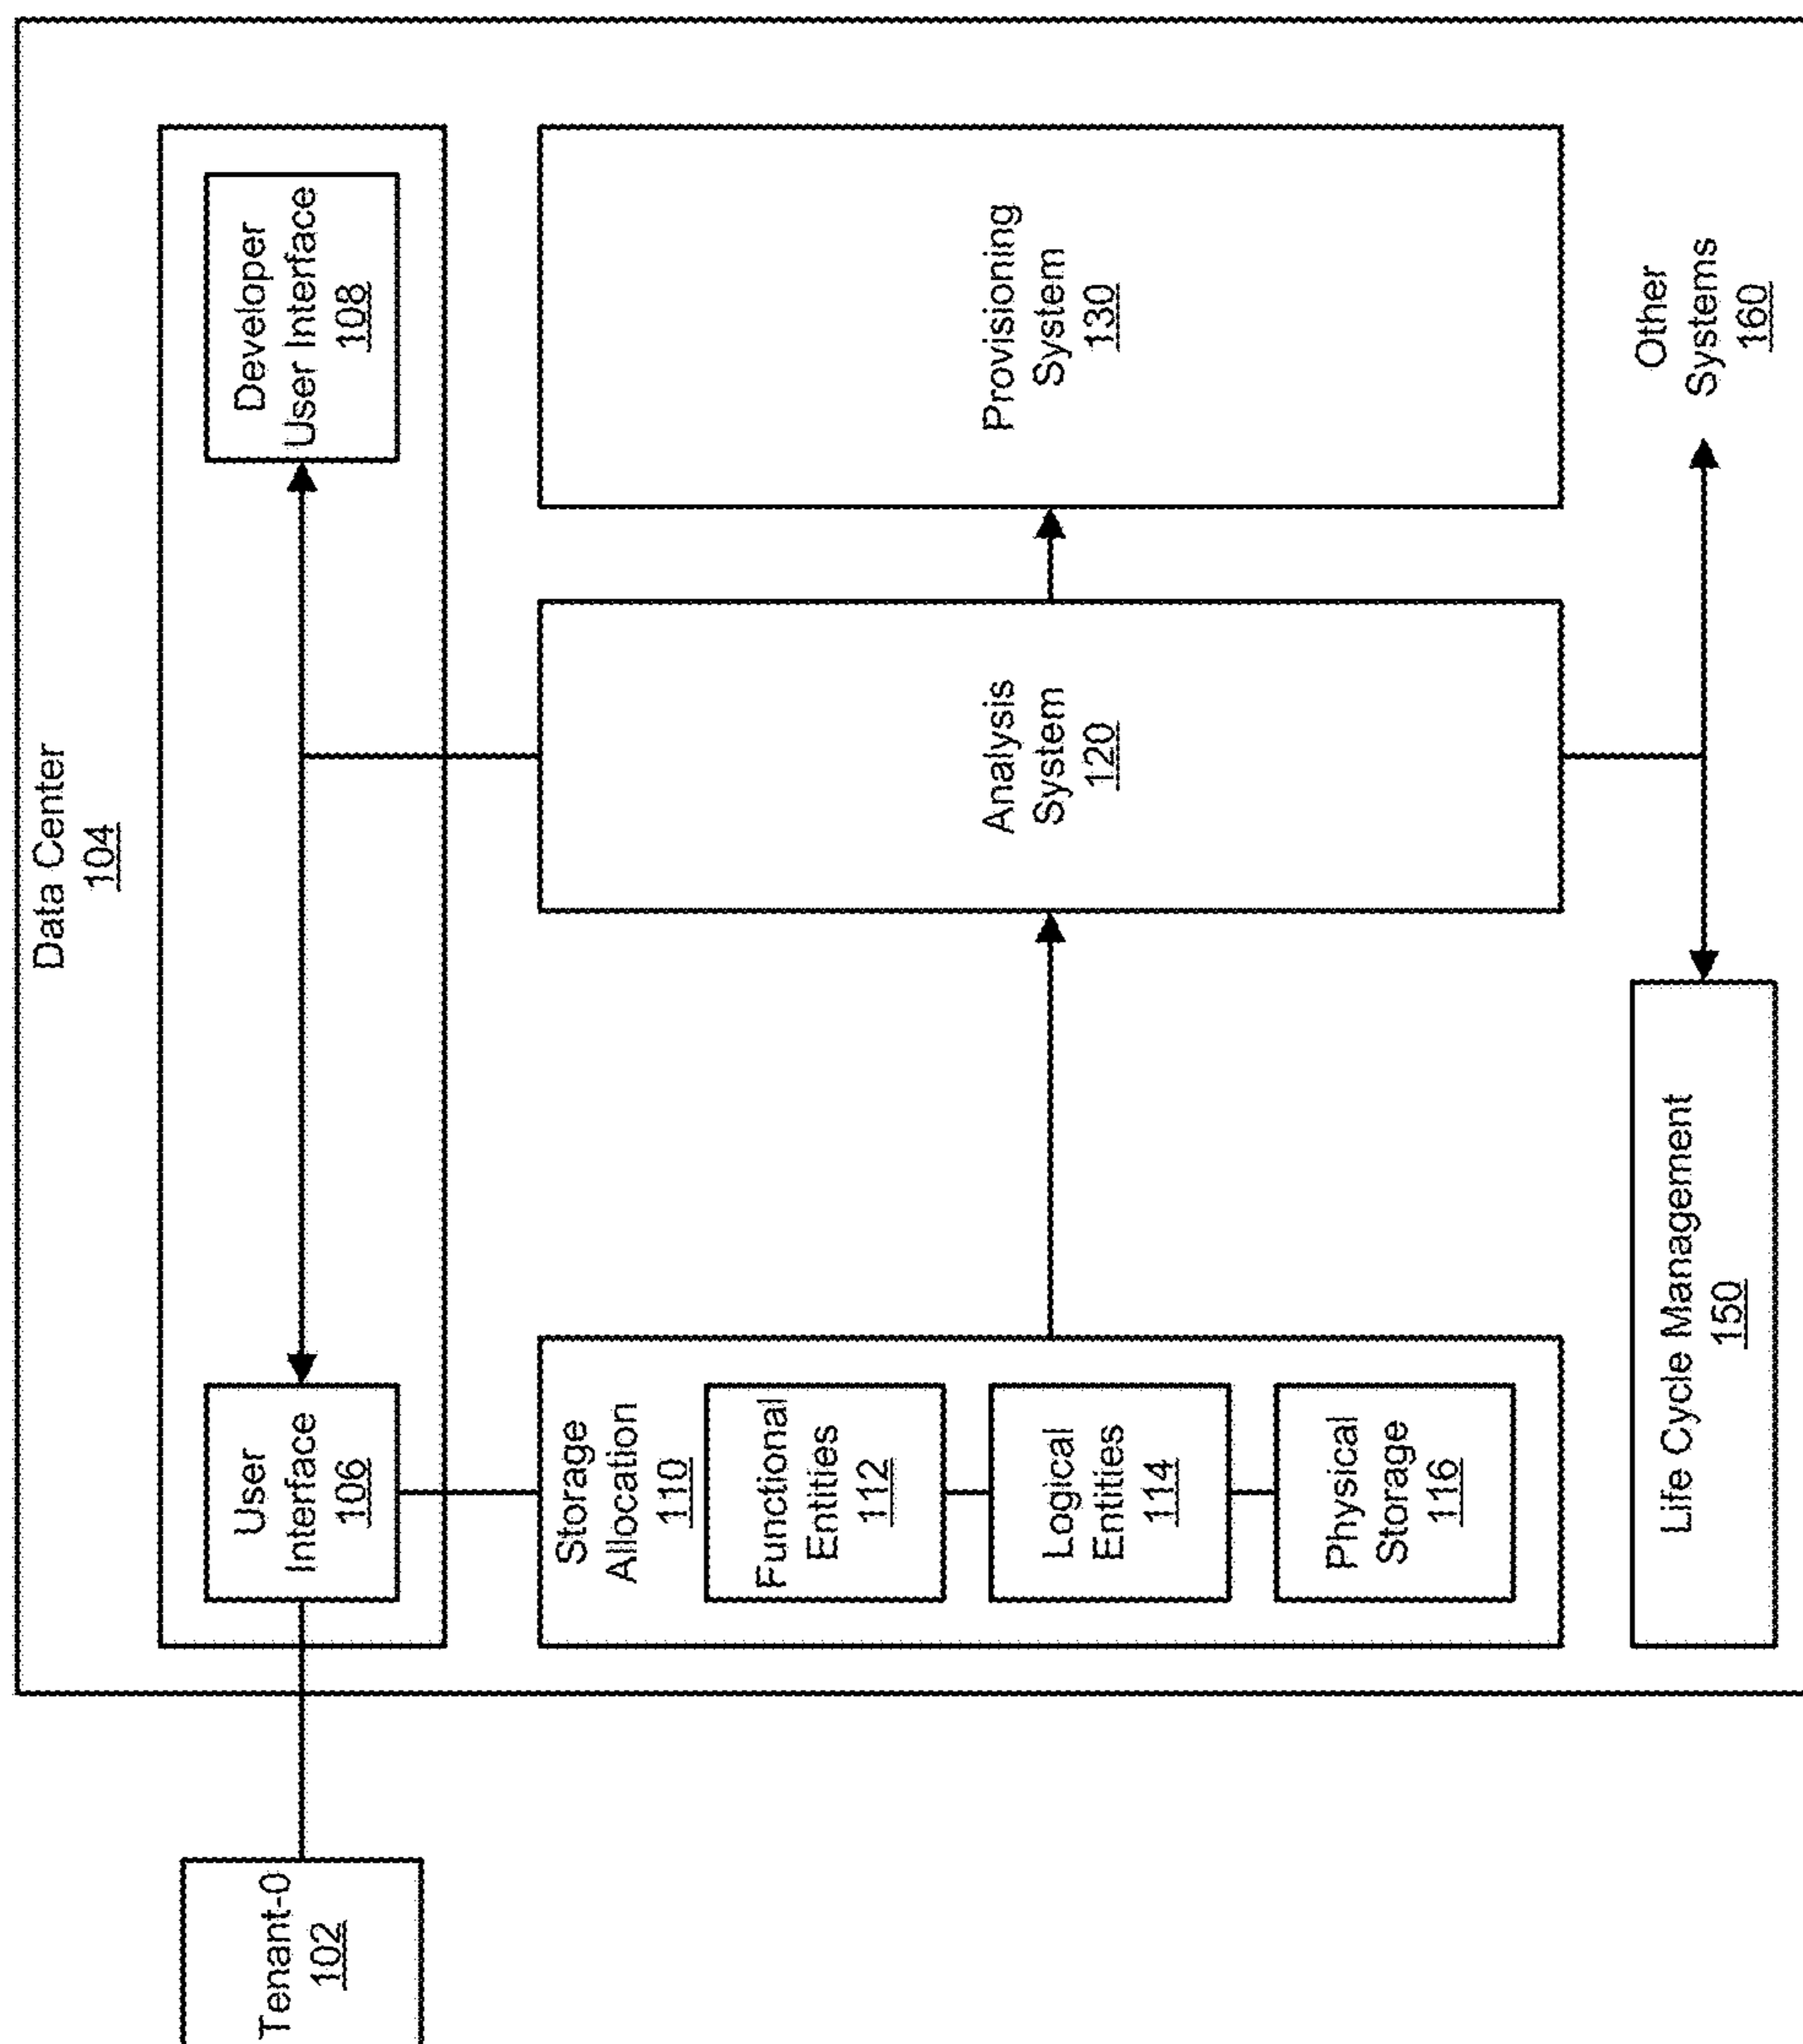 Data Center
104
Tenant-0
102
User
Interface
106
Developer
User Interface
108
Storage
Allocation
110
Functional
Entities
112
Logical
Entities
114
Physical
Storage
116
Analysis
System
120
Provisioning
System
130
Life Cycle Management
150
Other
Systems
160